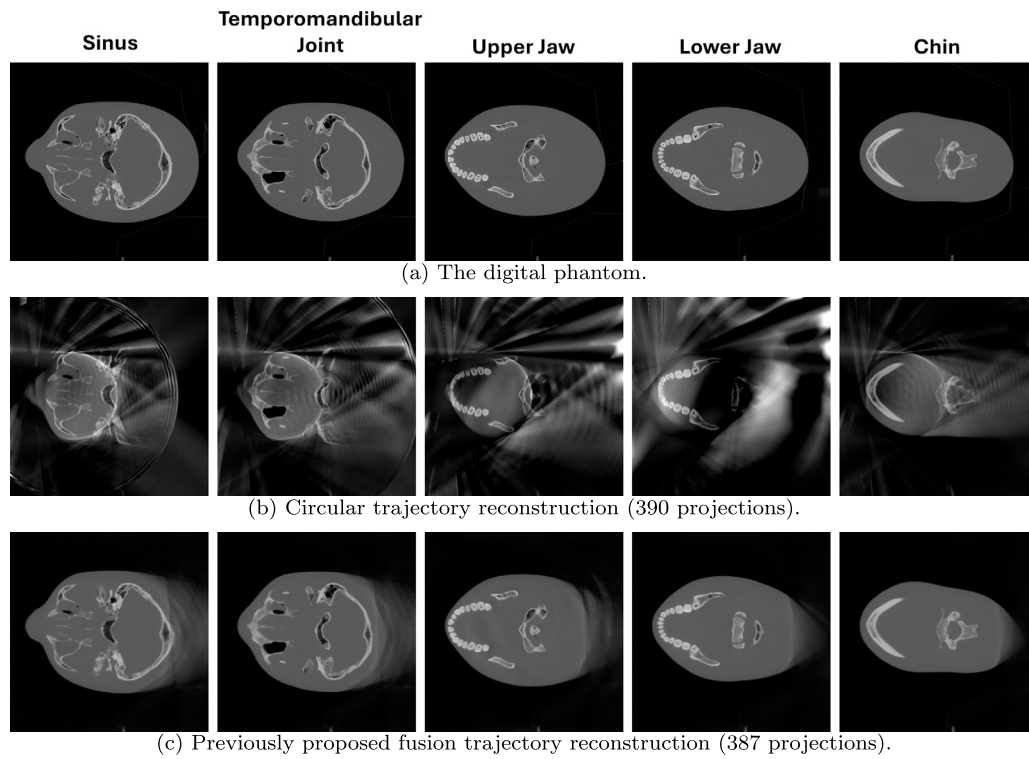 Sinus
Temporomandibular
Joint
Upper Jaw
Lower Jaw
Chin
(a) The digital phantom.
(b) Circular trajectory reconstruction (390 projections).
(c) Previously proposed fusion trajectory reconstruction (387 projections).